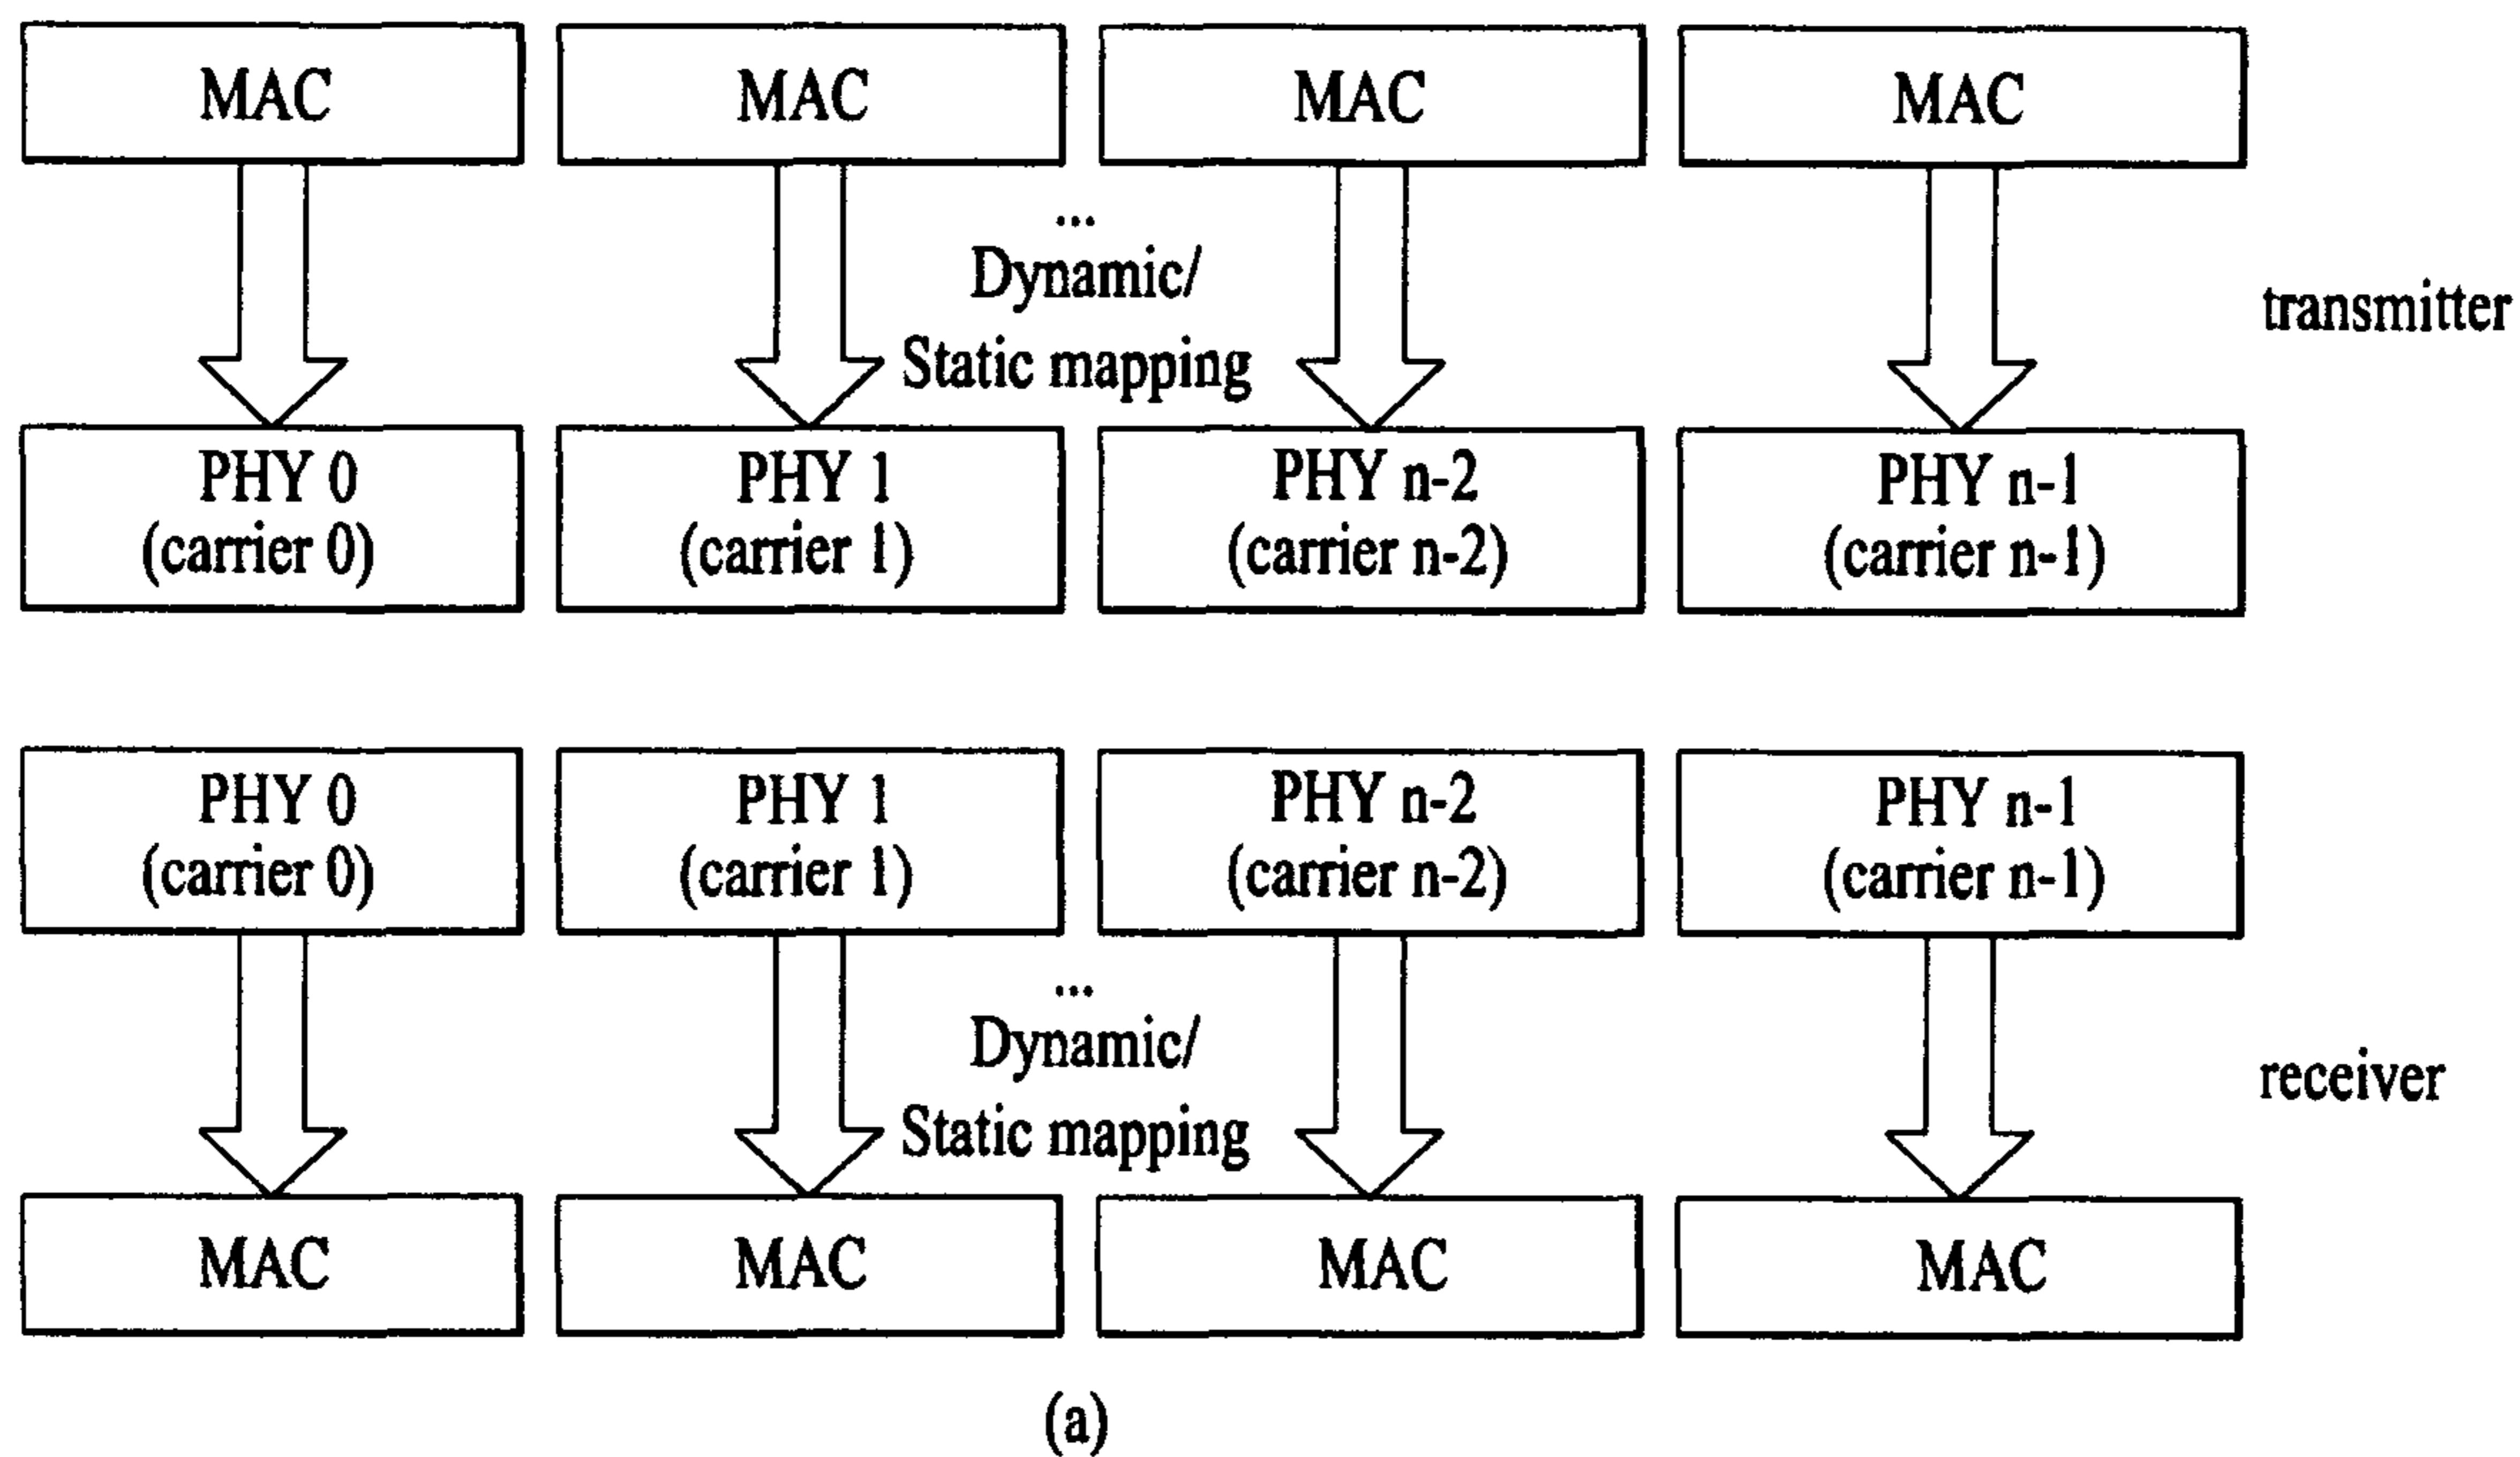 MAC MAC MAC MAC
...
Dynamic/
Static mapping
transmitter
PHY 0 PHY 1 PHY n-2 PHY n-1
(carrier 0) (carrier 1) (carrier n-2) (carrier n-1)
PHY 0 PHY 1 PHY n-2 PHY n-1
(carrier 0) (carrier 1) (carrier n-2) (carrier n-1)
...
Dynamic/
Static mapping
receiver
MAC MAC MAC MAC
(a)